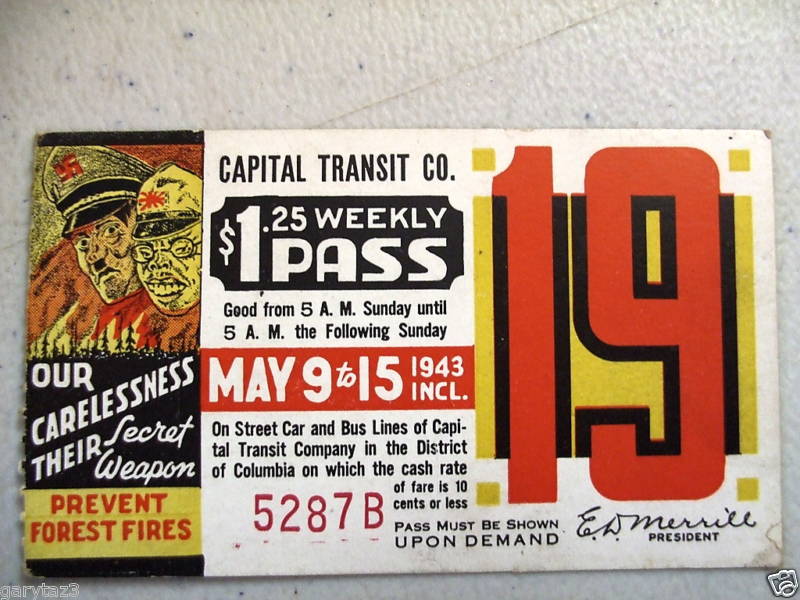 CAPITAL TRANSIT CO.
$1.25 WEEKLY
PASS
Good from 5 A. M. Sunday until
5 A. M. the Following Sunday
MAY 9 to 15 1943 INCL.
On Street Car and Bus Lines of Capi-
tal Transit Company in the District
of Columbia on which the cash rate
of fare is 10
cents or less
5287B
PASS MUST BE SHOWN
UPON DEMAND
19
E.D. Merrill
PRESIDENT
OUR
CARELESSNESS
THEIR Secret
Weapon
PREVENT
FOREST FIRES
garytaz3